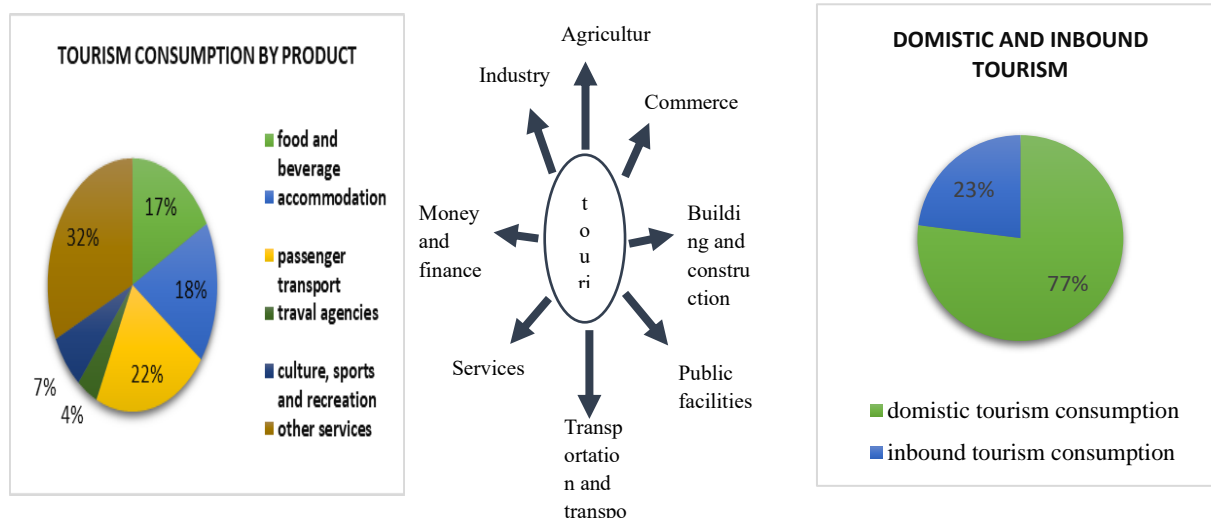 TOURISM CONSUMPTION BY PRODUCT
food and
beverage
accommodation
passenger
transport
traval agencies
culture, sports
and recreation
other services
17%
18%
22%
4%
7%
32%
Agricultur
Industry
Commerce
t
o
u
ri
Money
and
finance
Buildi
ng and
constru
ction
Services
Public
facilities
Transp
ortatio
n and
transpo
DOMISTIC AND INBOUND
TOURISM
23%
77%
domistic tourism consumption
inbound tourism consumption